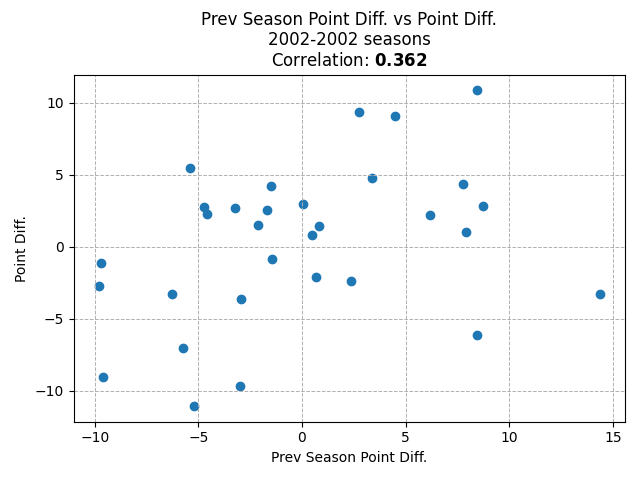 Prev Season Point Diff. vs Point Diff.
2002-2002 seasons
Correlation: 0.362
10
5
0
−5
−10
Point Diff.
−10
−5
0
5
10
15
Prev Season Point Diff.